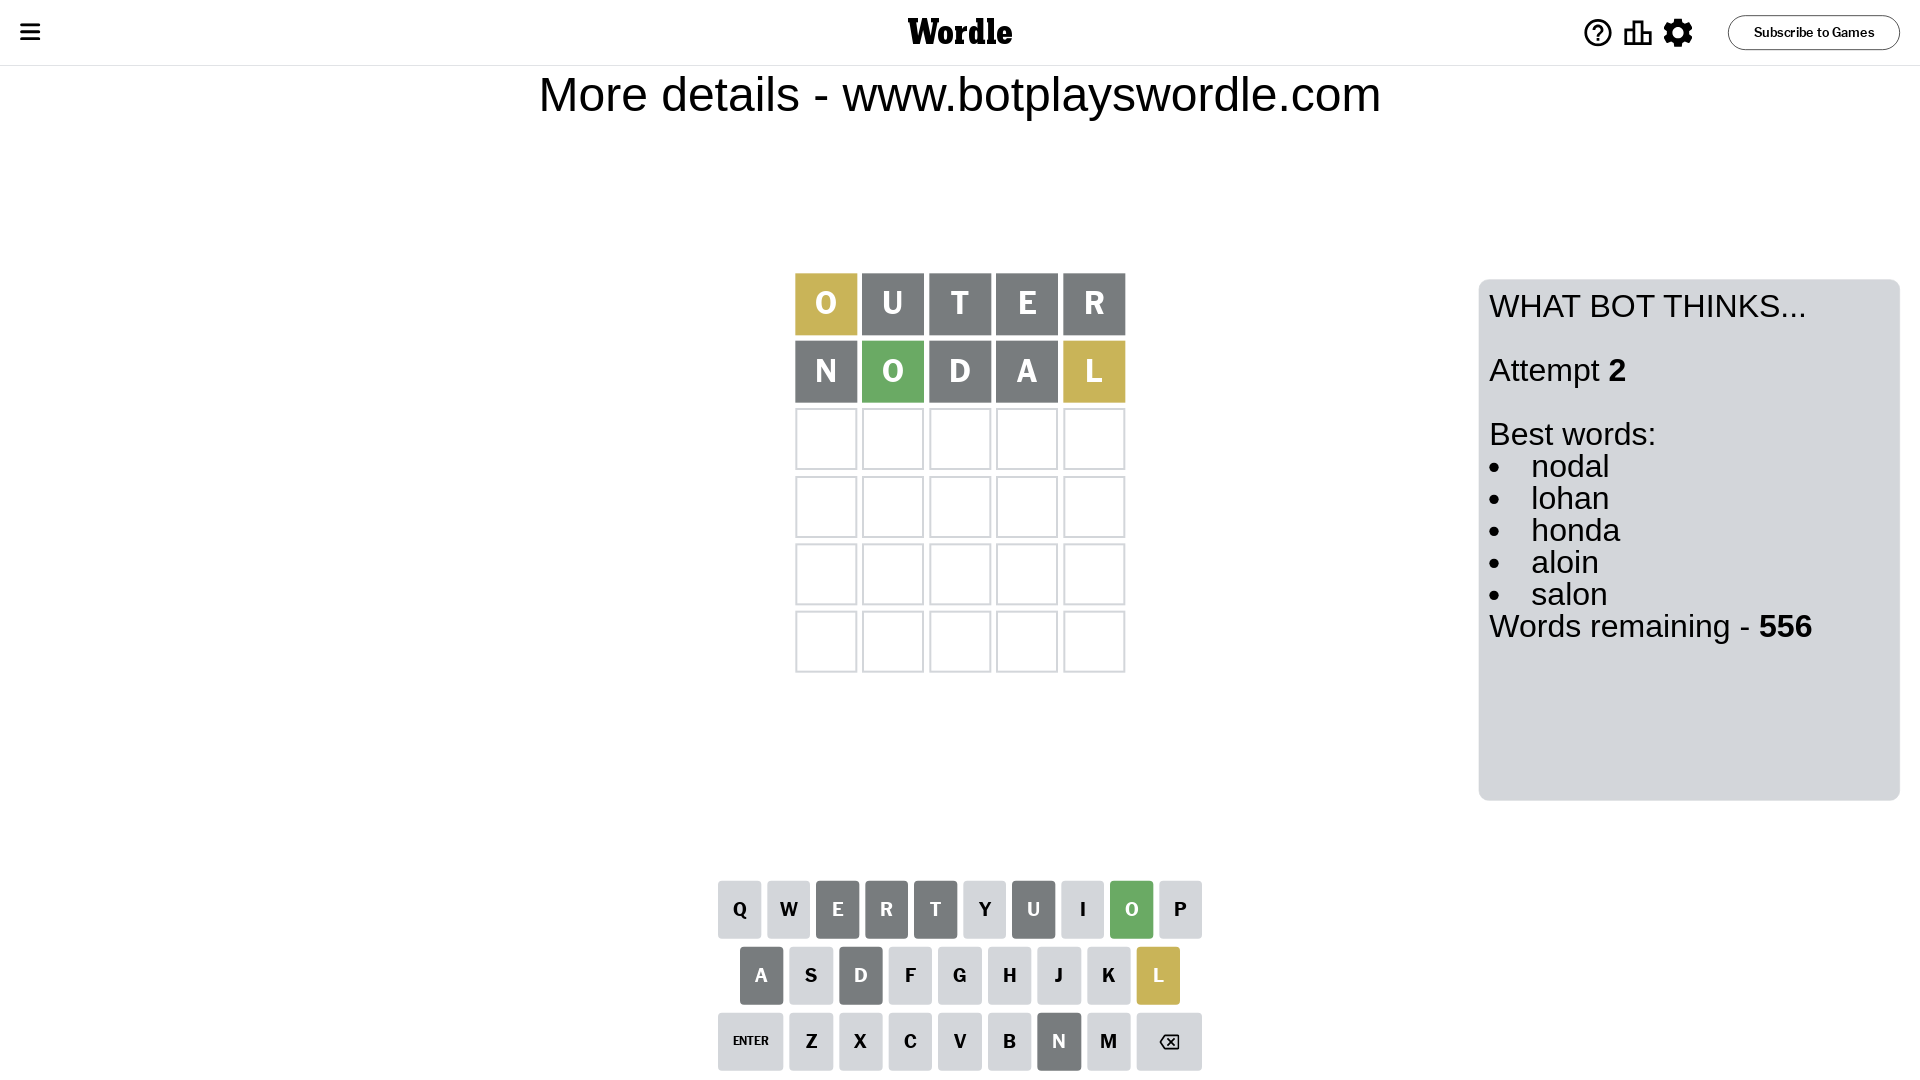 Wordle
Subscribe to Games
More details - www.botplayswordle.com
O U T E R
N O D A L
WHAT BOT THINKS...
Attempt 2
Best words:
• nodal
• lohan
• honda
• aloin
• salon
Words remaining - 556
Q W E R T Y U I O P
A S D F G H J K L
ENTER Z X C V B N M